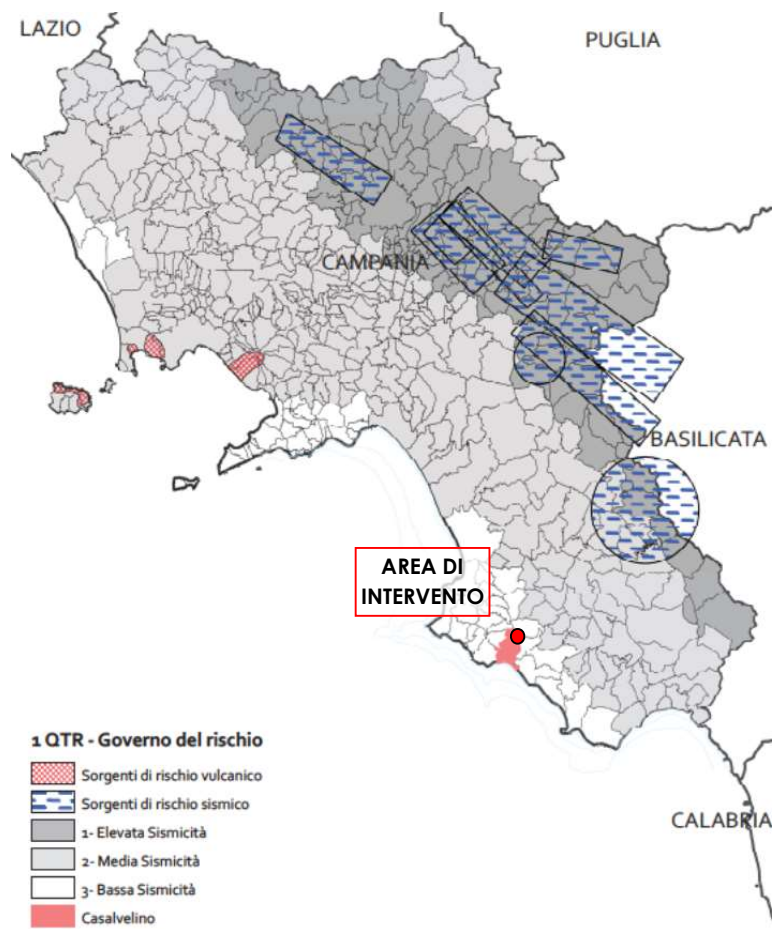 LAZIO
PUGLIA
CAMPANIA
BASILICATA
AREA DI
INTERVENTO
CALABRIA
1 QTR - Governo del rischio
Sorgenti di rischio vulcanico
Sorgenti di rischio sismico
1- Elevata Sismicità
2- Media Sismicità
3- Bassa Sismicità
Casalvelino